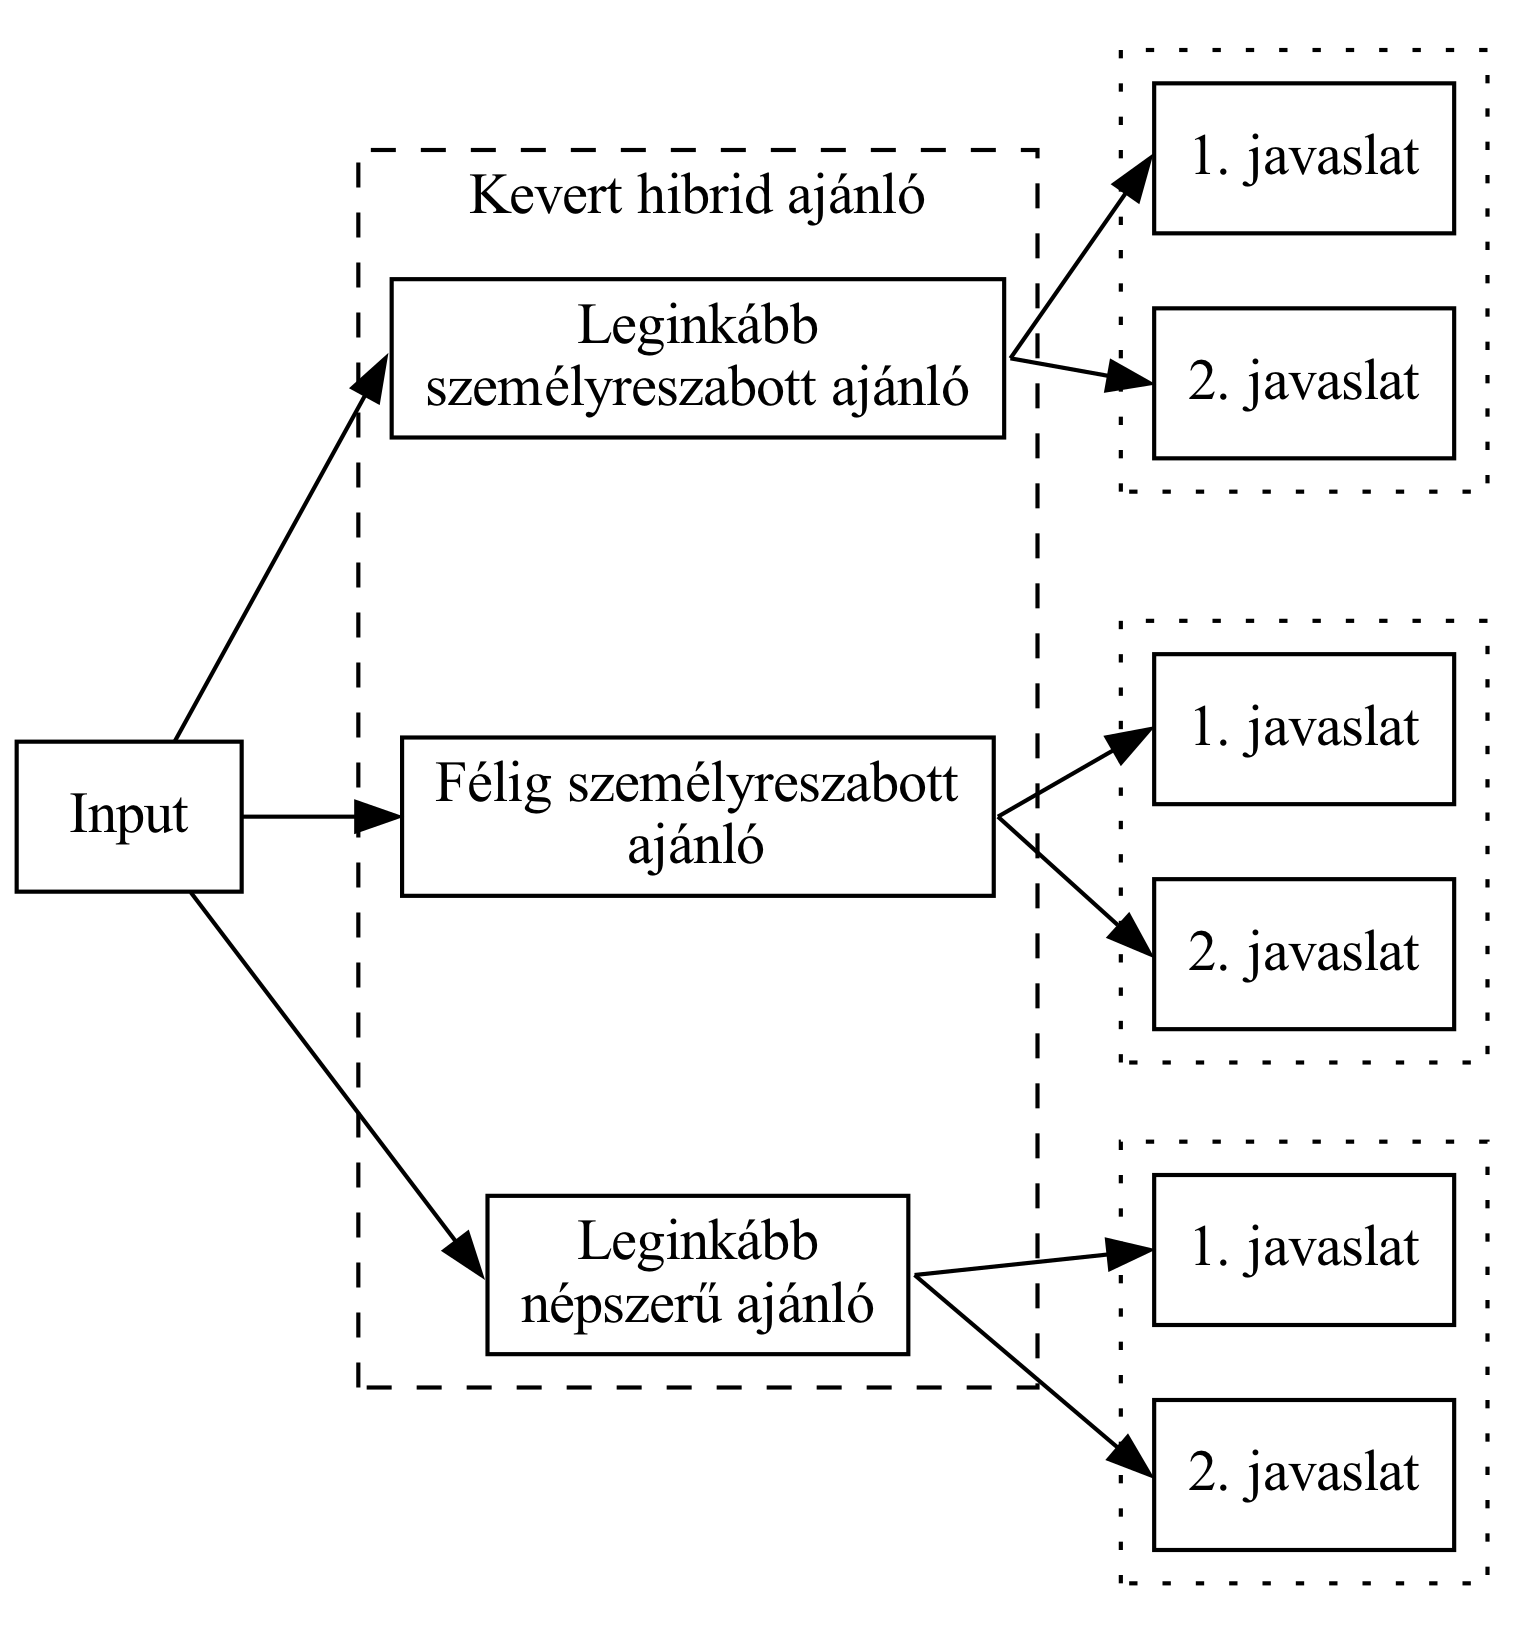 Kevert hibrid ajánló
Leginkább
személyreszabott ajánló
1. javaslat
2. javaslat
Input
Félig személyreszabott
ajánló
1. javaslat
2. javaslat
Leginkább
népszerű ajánló
1. javaslat
2. javaslat